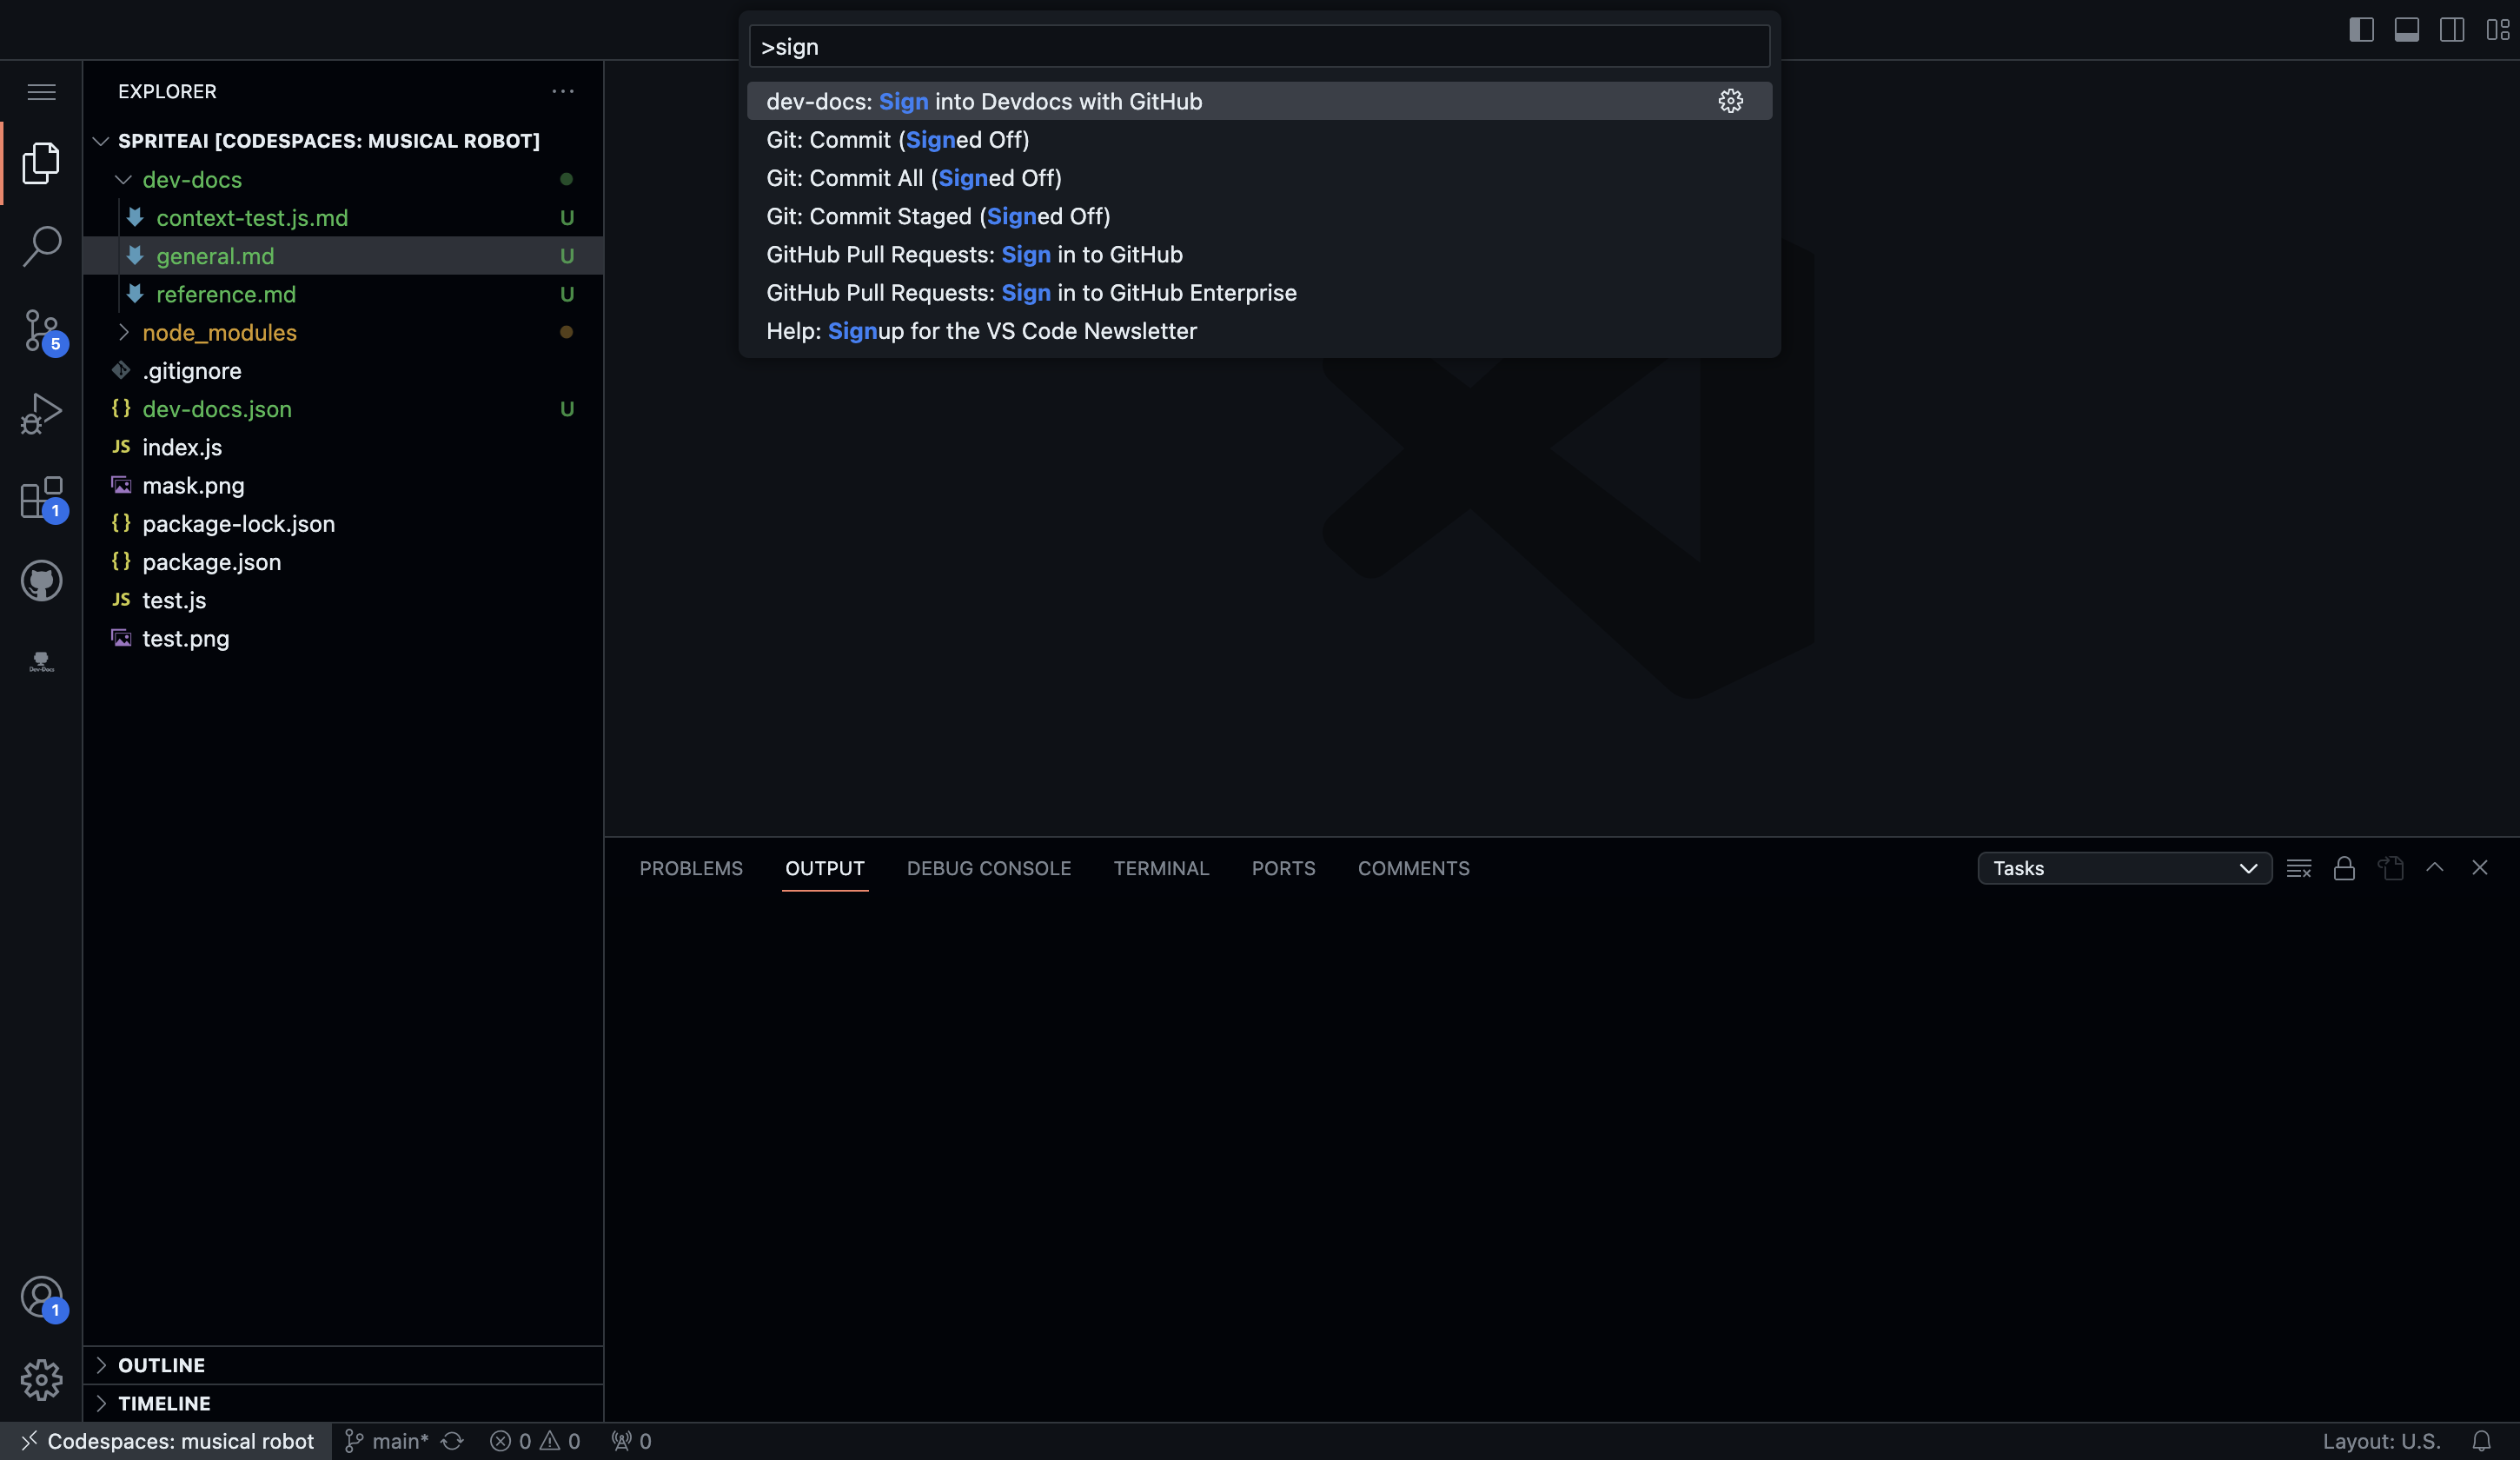 >sign
dev-docs: Sign into Devdocs with GitHub
Git: Commit (Signed Off)
Git: Commit All (Signed Off)
Git: Commit Staged (Signed Off)
GitHub Pull Requests: Sign in to GitHub
GitHub Pull Requests: Sign in to GitHub Enterprise
Help: Signup for the VS Code Newsletter
EXPLORER
SPRITEAI [CODESPACES: MUSICAL ROBOT]
dev-docs
context-test.js.md U
general.md U
reference.md U
node_modules
.gitignore
{} dev-docs.json U
JS index.js
mask.png
{} package-lock.json
{} package.json
JS test.js
test.png
5
1
Dev-Docs
1
OUTLINE
TIMELINE
PROBLEMS OUTPUT DEBUG CONSOLE TERMINAL PORTS COMMENTS Tasks
Codespaces: musical robot main* 0 0 0 Layout: U.S.